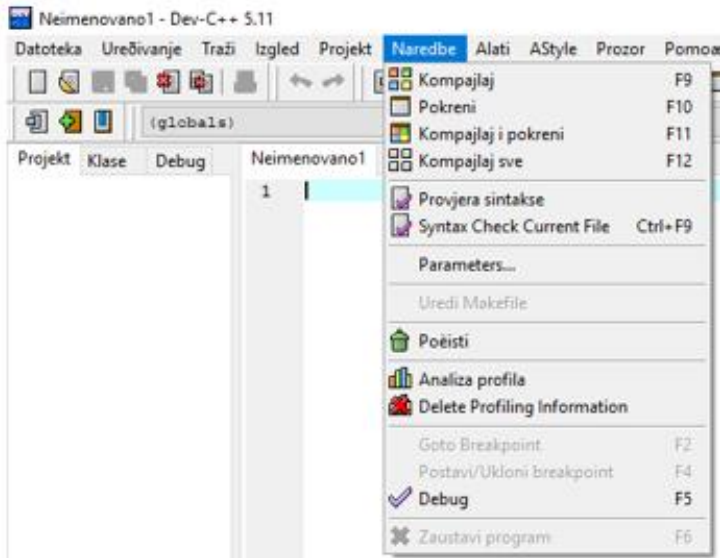 Neimenovano1 - Dev-C++ 5.11
Datoteka Uređivanje Traži Izgled Projekt Naredbe Alati AStyle Prozor Pomoæ
(globals)
Projekt Klase Debug Neimenovano1
1
Kompajlaj F9
Pokreni F10
Kompajlaj i pokreni F11
Kompajlaj sve F12
Provjera sintakse
Syntax Check Current File Ctrl+F9
Parameters...
Uredi Makefile
Poèisti
Analiza profila
Delete Profiling Information
Goto Breakpoint F2
Postavi/Ukloni breakpoint F4
Debug F5
Zaustavi program F6